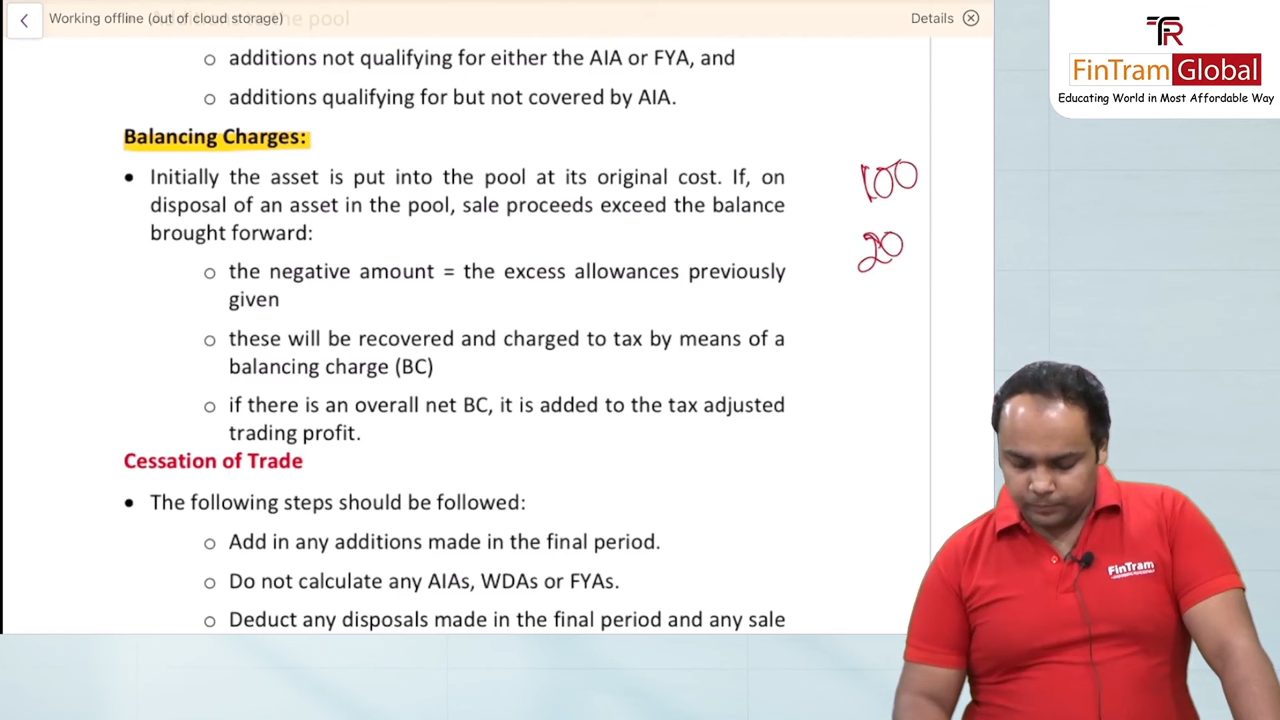 Working offline (out of cloud storage)
Details
the pool
additions not qualifying for either the AIA or FYA, and
additions qualifying for but not covered by AIA.
Balancing Charges:
Initially the asset is put into the pool at its original cost. If, on
disposal of an asset in the pool, sale proceeds exceed the balance
brought forward:
the negative amount = the excess allowances previously
given
these will be recovered and charged to tax by means of a
balancing charge (BC)
if there is an overall net BC, it is added to the tax adjusted
trading profit.
Cessation of Trade
The following steps should be followed:
Add in any additions made in the final period.
Do not calculate any AIAs, WDAs or FYAs.
Deduct any disposals made in the final period and any sale
100
20
FinTram Global
Educating World in Most Affordable Way
FinTram